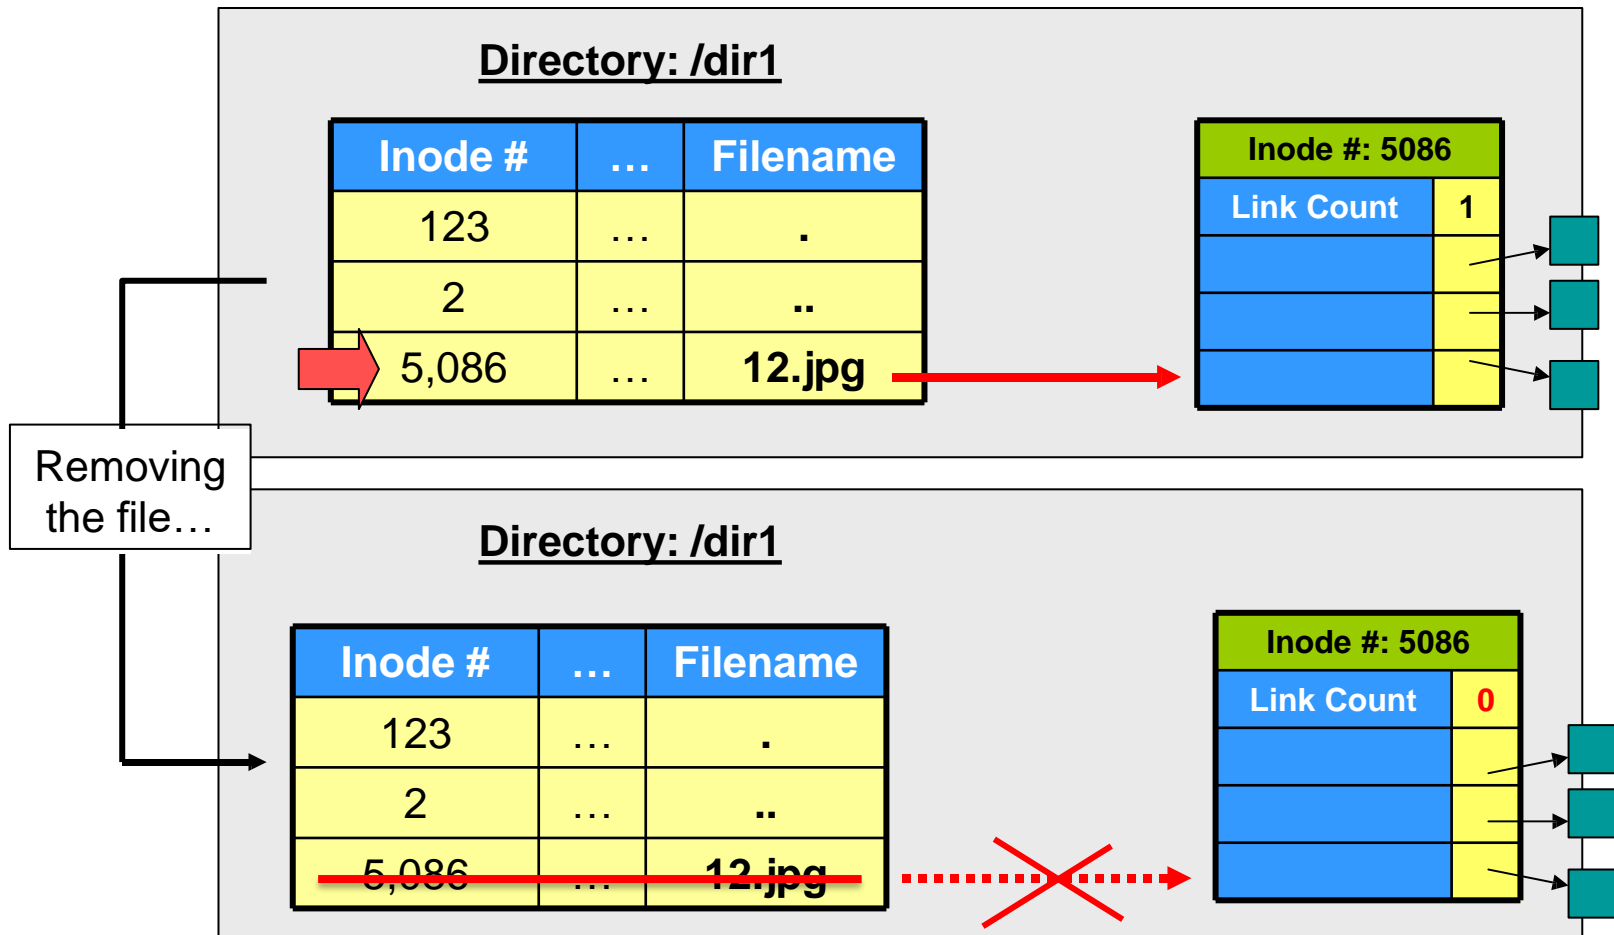 Directory: /dir1
Inode # … Filename
123 … .
2 … ..
5,086 … 12.jpg
Inode #: 5086
Link Count 1
Removing
the file…
Directory: /dir1
Inode # … Filename
123 … .
2 … ..
5,086 … 12.jpg
Inode #: 5086
Link Count 0